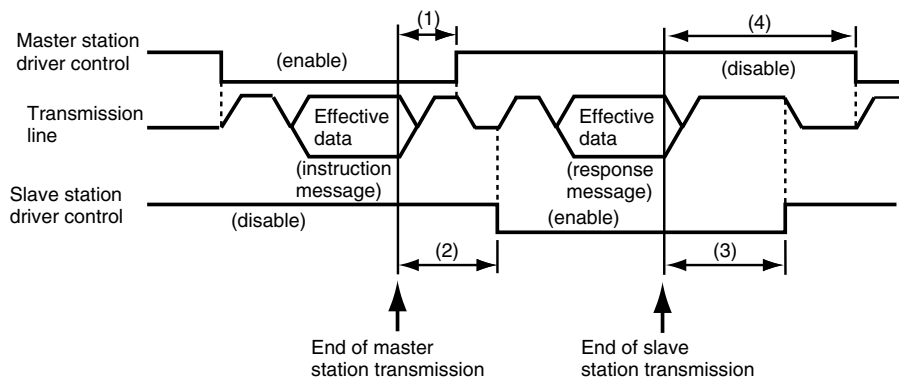 (1)
(4)
Master station
driver control
(enable)
(disable)
Transmission
line
Effective
data
Effective
data
(instruction
message)
(response
message)
Slave station
driver control
(disable)
(enable)
(2)
(3)
End of master
station transmission
End of slave
station transmission